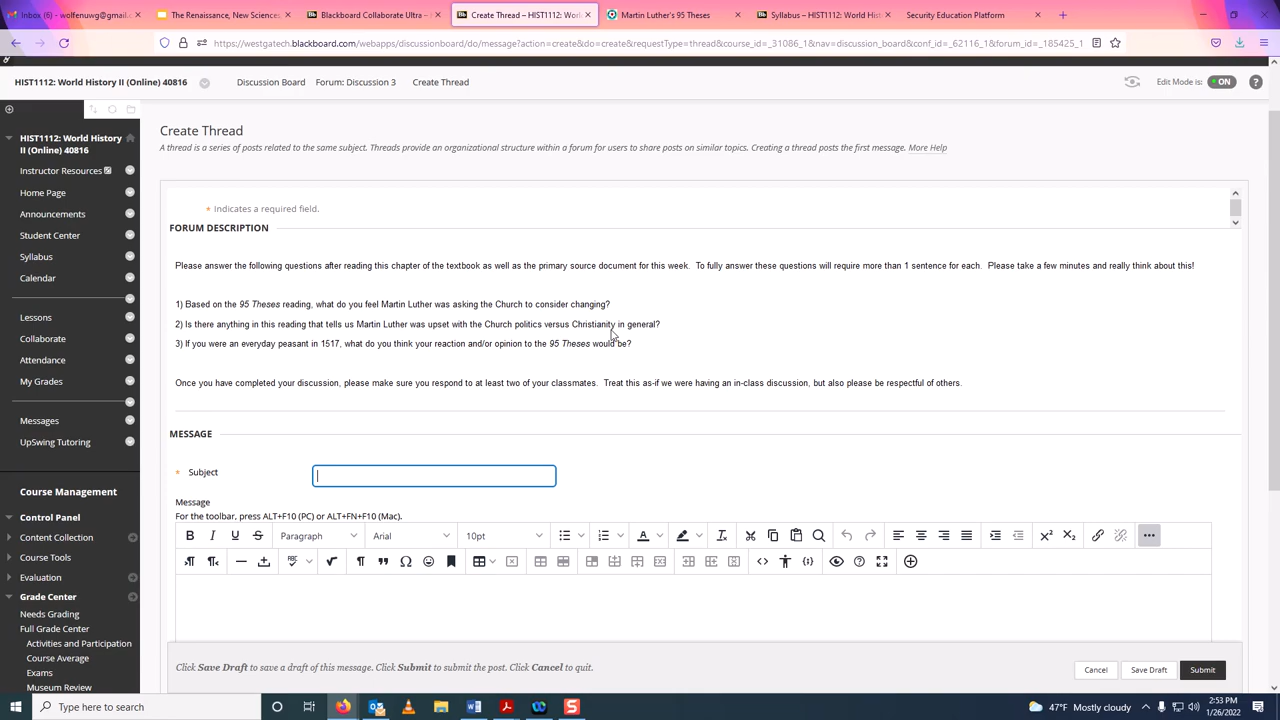 Inbox (6) – wolfenuwg@gmail.c
The Renaissance, New Sciences
Blackboard Collaborate Ultra –
Create Thread – HIST1112: Worl
Martin Luther's 95 Theses
Syllabus – HIST1112: World Hist
Security Education Platform
https://westgatech.blackboard.com/webapps/discussionboard/do/message?action=create&do=create&requestType=thread&course_id=_31086_1&nav=discussion_board&conf_id=_62116_1&forum_id=_185425_1
HIST1112: World History II (Online) 40816
Discussion Board
Forum: Discussion 3
Create Thread
Edit Mode is:
ON
?
HIST1112: World History
II (Online) 40816
Instructor Resources
Home Page
Announcements
Student Center
Syllabus
Calendar
Lessons
Collaborate
Attendance
My Grades
Messages
UpSwing Tutoring
Course Management
Control Panel
Content Collection
Course Tools
Evaluation
Grade Center
Needs Grading
Full Grade Center
Activities and Participation
Course Average
Exams
Museum Review
Create Thread
A thread is a series of posts related to the same subject. Threads provide an organizational structure within a forum for users to share posts on similar topics. Creating a thread posts the first message. More Help
* Indicates a required field.
FORUM DESCRIPTION
Please answer the following questions after reading this chapter of the textbook as well as the primary source document for this week. To fully answer these questions will require more than 1 sentence for each. Please take a few minutes and really think about this!
1) Based on the 95 Theses reading, what do you feel Martin Luther was asking the Church to consider changing?
2) Is there anything in this reading that tells us Martin Luther was upset with the Church politics versus Christianity in general?
3) If you were an everyday peasant in 1517, what do you think your reaction and/or opinion to the 95 Theses would be?
Once you have completed your discussion, please make sure you respond to at least two of your classmates. Treat this as-if we were having an in-class discussion, but also please be respectful of others.
MESSAGE
* Subject
Message
For the toolbar, press ALT+F10 (PC) or ALT+FN+F10 (Mac).
B I U S Paragraph Arial 10pt
Click Save Draft to save a draft of this message. Click Submit to submit the post. Click Cancel to quit.
Cancel
Save Draft
Submit
Type here to search
47°F Mostly cloudy
2:53 PM
1/26/2022